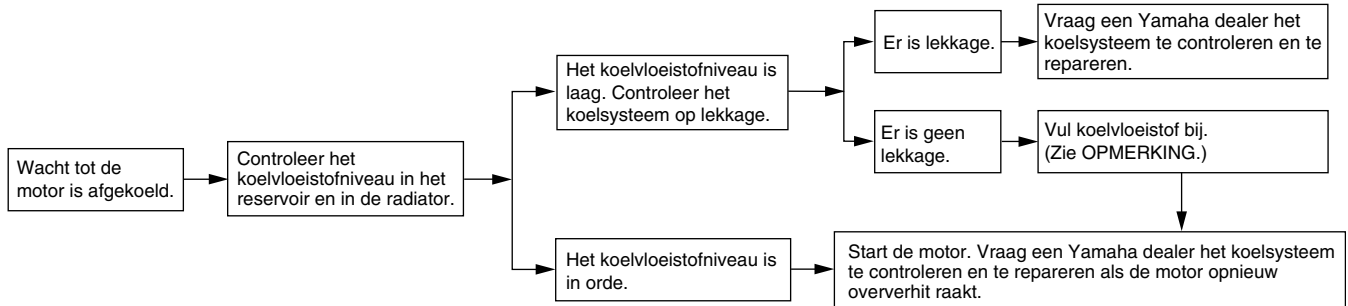 Wacht tot de
motor is afgekoeld.
Controleer het
koelvloeistofniveau in het
reservoir en in de radiator.
Het koelvloeistofniveau is
laag. Controleer het
koelsysteem op lekkage.
Er is lekkage.
Vraag een Yamaha dealer het
koelsysteem te controleren en te
repareren.
Er is geen
lekkage.
Vul koelvloeistof bij.
(Zie OPMERKING.)
Het koelvloeistofniveau is
in orde.
Start de motor. Vraag een Yamaha dealer het koelsysteem
te controleren en te repareren als de motor opnieuw
oververhit raakt.